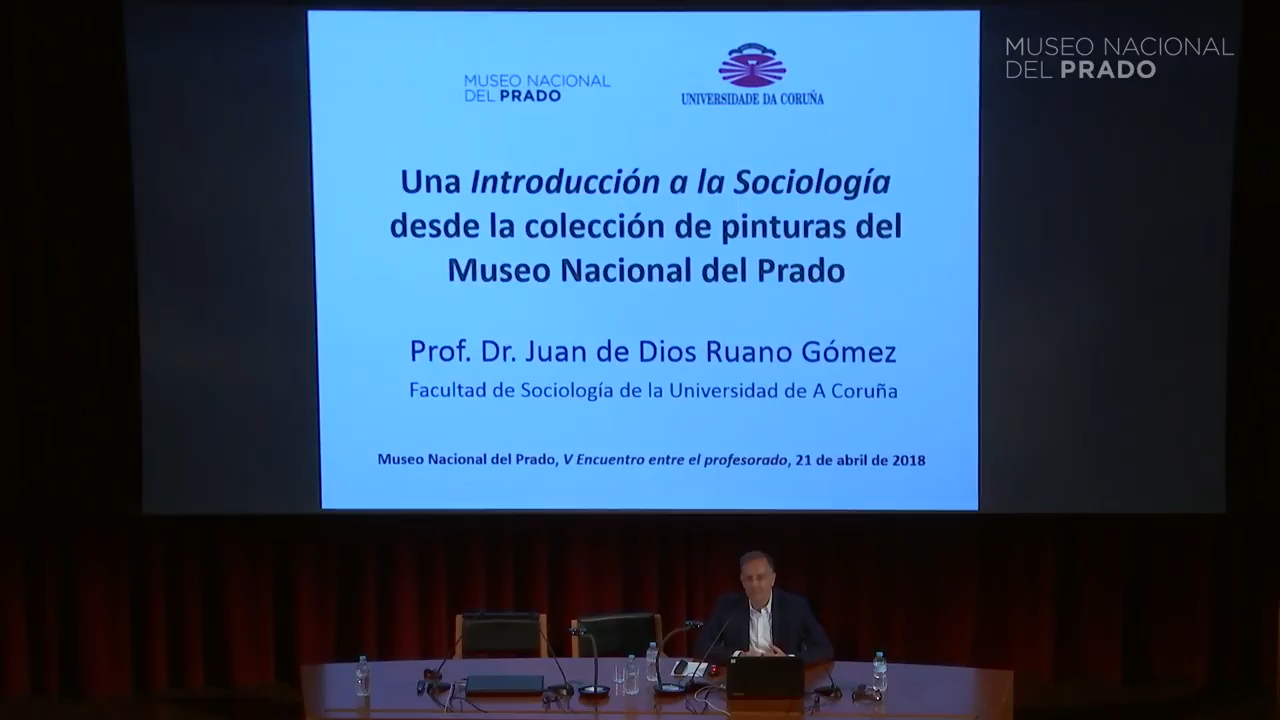 MUSEO NACIONAL
DEL PRADO
MUSEO NACIONAL
DEL PRADO
UNIVERSIDADE DA CORUÑA
Una Introducción a la Sociología
desde la colección de pinturas del
Museo Nacional del Prado
Prof. Dr. Juan de Dios Ruano Gómez
Facultad de Sociología de la Universidad de A Coruña
Museo Nacional del Prado, V Encuentro entre el profesorado, 21 de abril de 2018